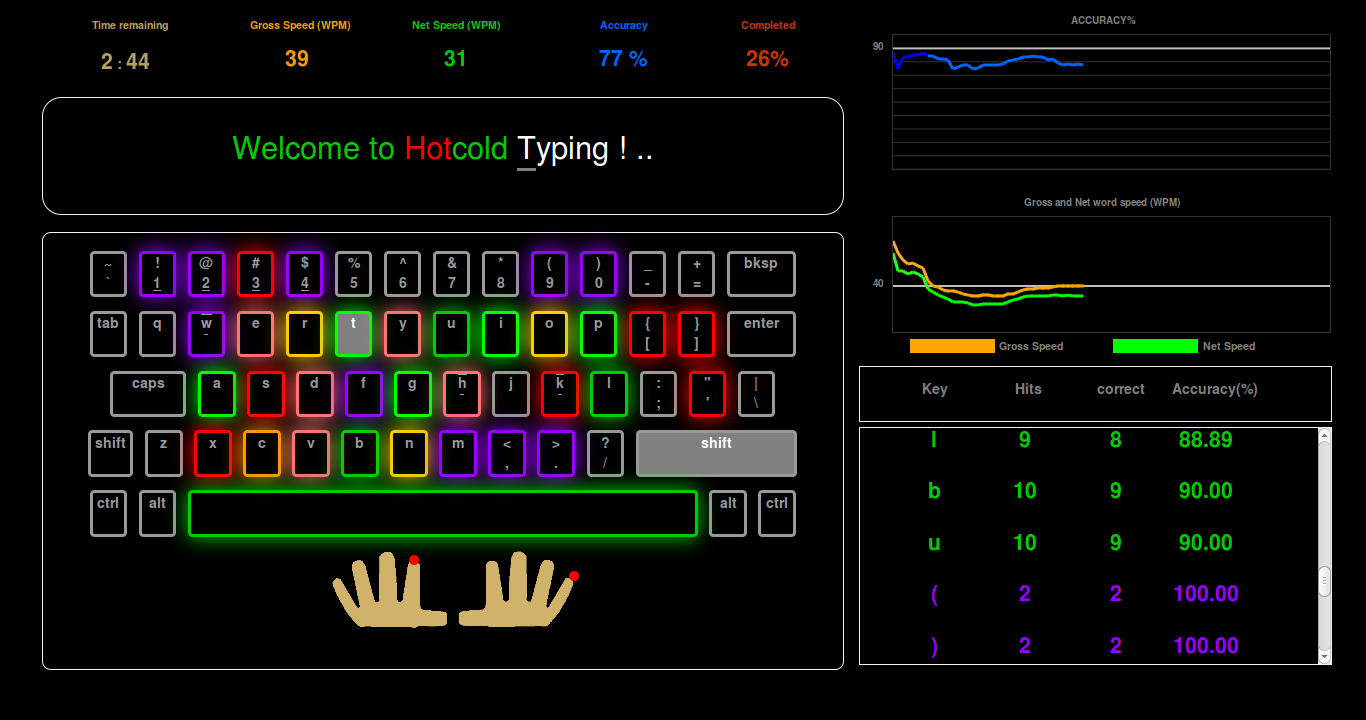 Time remaining Gross Speed (WPM) Net Speed (WPM) Accuracy Completed
2 : 44 39 31 77 % 26%
Welcome to Hotcold Typing ! ..
~ ! @ # $ % ^ & * ( ) _ + bksp
` 1 2 3 4 5 6 7 8 9 0 - =
tab q w e r t y u i o p { } enter
[ ]
caps a s d f g h j k l : " |
; ' \
shift z x c v b n m < > ? shift
, . /
ctrl alt alt ctrl
ACCURACY%
90
Gross and Net word speed (WPM)
40
Gross Speed Net Speed
Key Hits correct Accuracy(%)
l 9 8 88.89
b 10 9 90.00
u 10 9 90.00
( 2 2 100.00
) 2 2 100.00